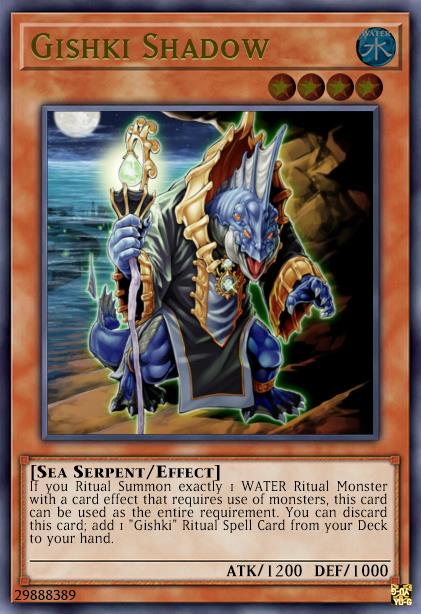 GISHKI SHADOW
WATER
水
[SEA SERPENT/EFFECT]
If you Ritual Summon exactly 1 WATER Ritual Monster
with a card effect that requires use of monsters, this card
can be used as the entire requirement. You can discard
this card; add 1 "Gishki" Ritual Spell Card from your Deck
to your hand.
ATK/1200 DEF/1000
29888389